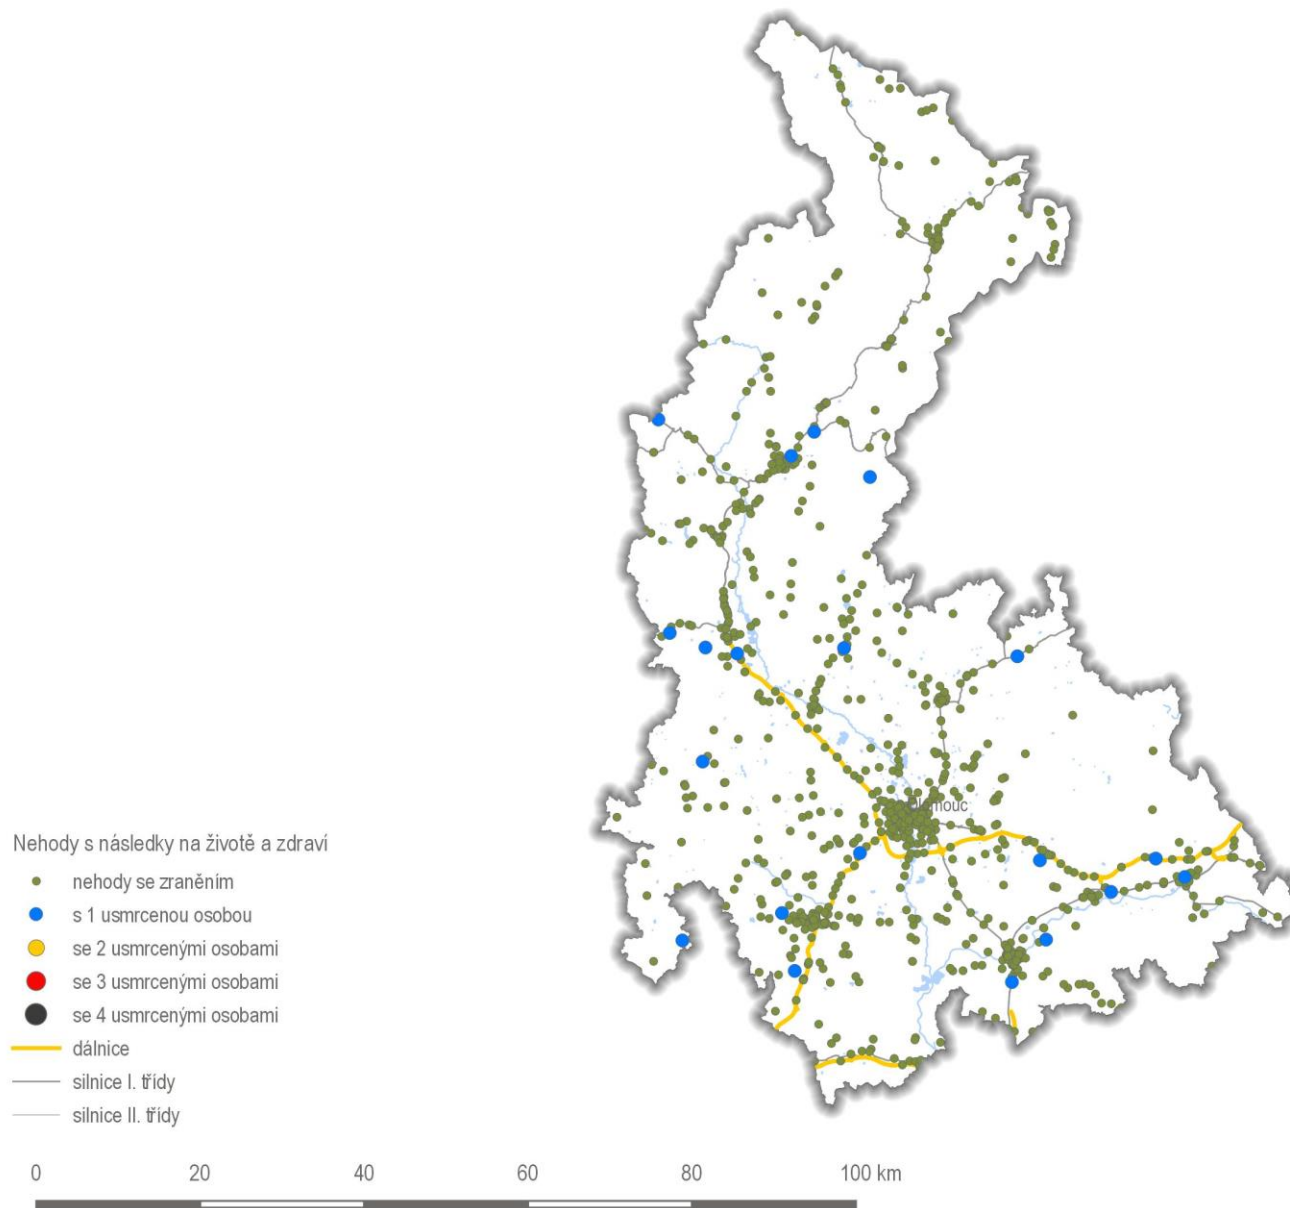 Olomouc
Nehody s následky na životě a zdraví
nehody se zraněním
s 1 usmrcenou osobou
se 2 usmrcenými osobami
se 3 usmrcenými osobami
se 4 usmrcenými osobami
dálnice
silnice I. třídy
silnice II. třídy
0 20 40 60 80 100 km